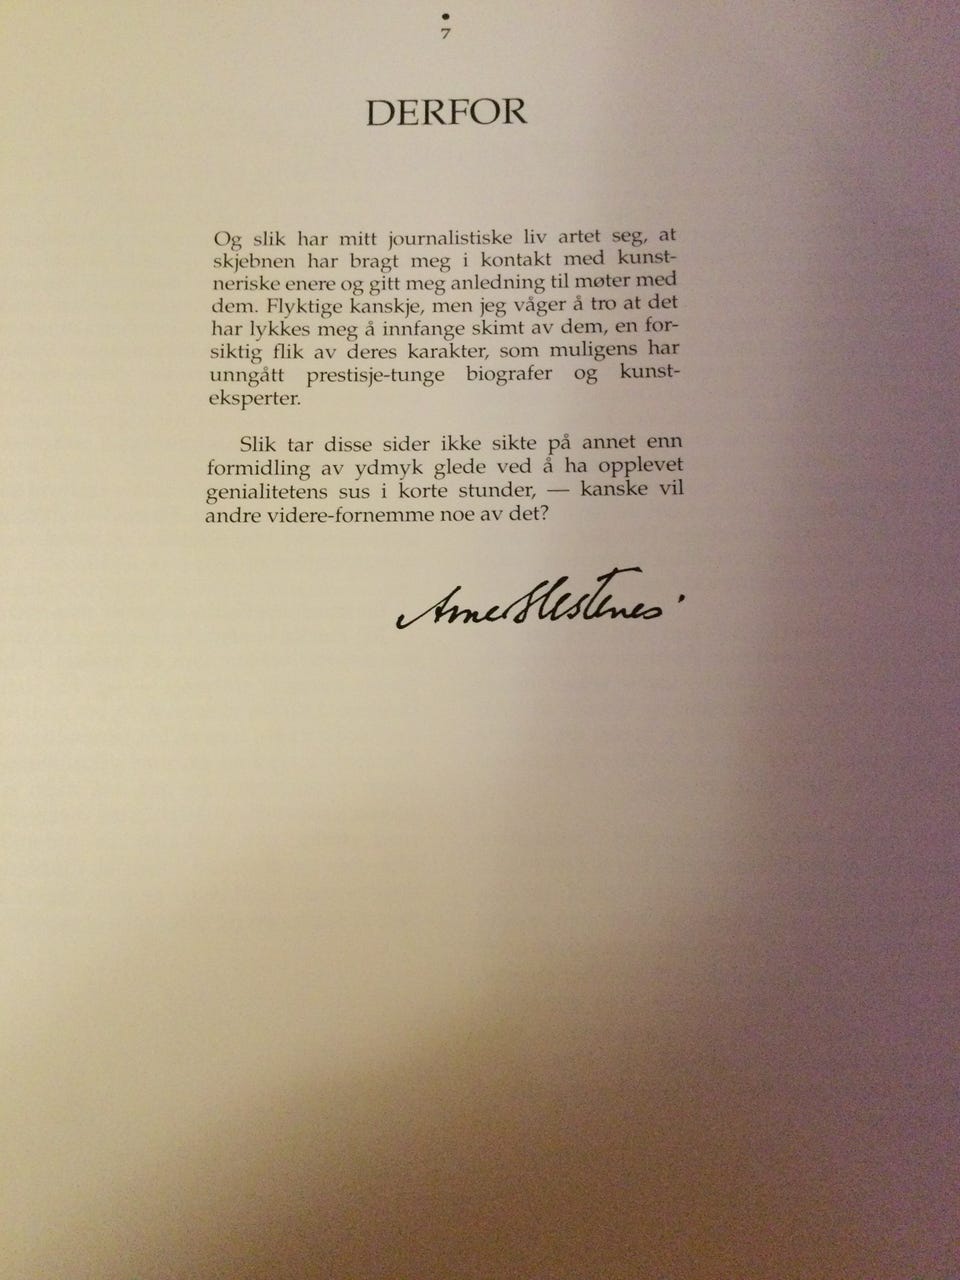 7
DERFOR
Og slik har mitt journalistiske liv artet seg, at
skjebnen har bragt meg i kontakt med kunst-
neriske enere og gitt meg anledning til møter med
dem. Flyktige kanskje, men jeg våger å tro at det
har lykkes meg å innfange skimt av dem, en for-
siktig flik av deres karakter, som muligens har
unngått prestisje-tunge biografer og kunst-
eksperter.
Slik tar disse sider ikke sikte på annet enn
formidling av ydmyk glede ved å ha opplevet
genialitetens sus i korte stunder, — kanske vil
andre videre-fornemme noe av det?
Arne Hestenes